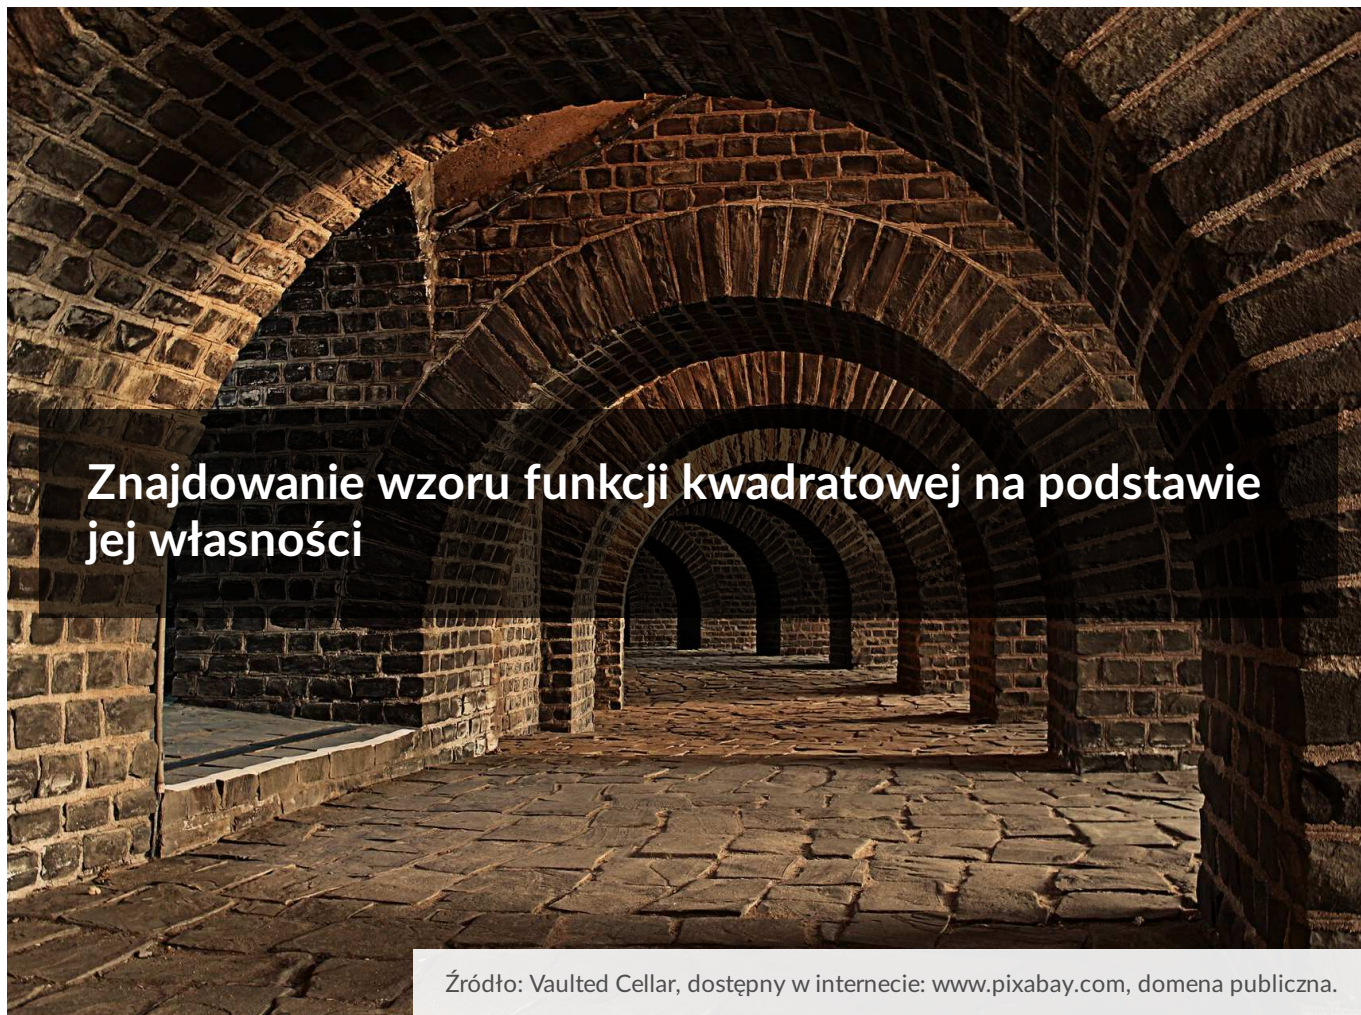 Znajdowanie wzoru funkcji kwadratowej na podstawie
jej własności
Źródło: Vaulted Cellar, dostępny w internecie: www.pixabay.com, domena publiczna.